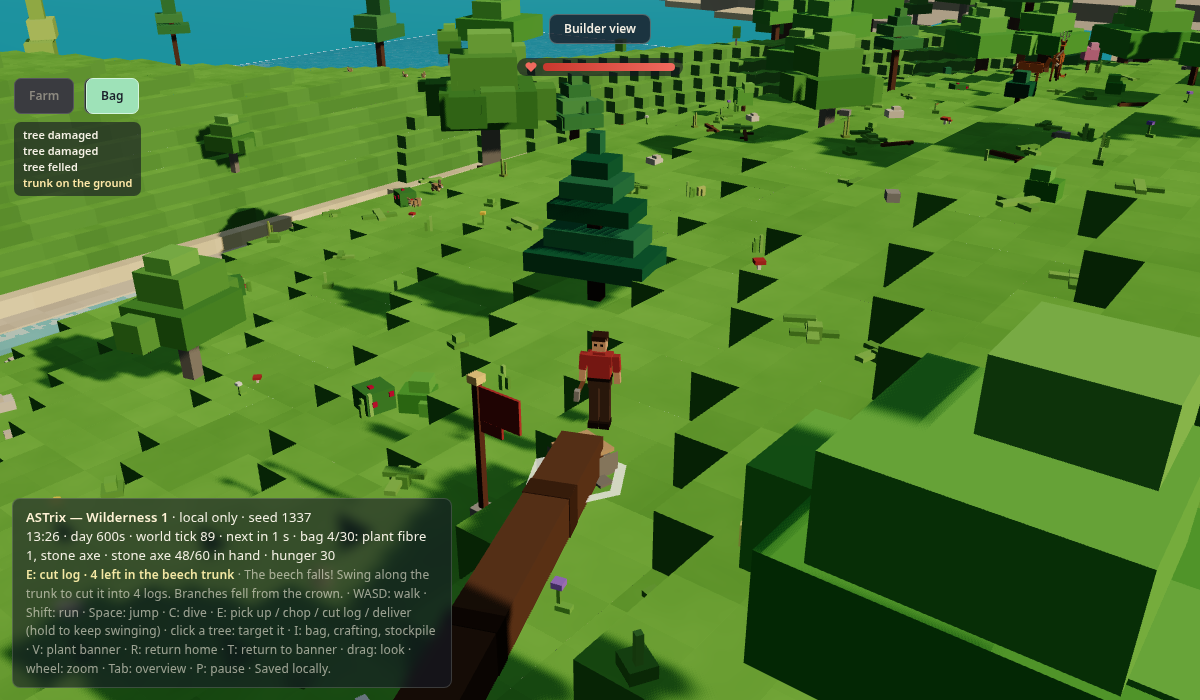 Builder view
Farm
Bag
tree damaged
tree damaged
tree felled
trunk on the ground
ASTrix — Wilderness 1 · local only · seed 1337
13:26 · day 600s · world tick 89 · next in 1 s · bag 4/30: plant fibre
1, stone axe · stone axe 48/60 in hand · hunger 30
E: cut log · 4 left in the beech trunk · The beech falls! Swing along the
trunk to cut it into 4 logs. Branches fell from the crown. · WASD: walk ·
Shift: run · Space: jump · C: dive · E: pick up / chop / cut log / deliver
(hold to keep swinging) · click a tree: target it · I: bag, crafting, stockpile
· V: plant banner · R: return home · T: return to banner · drag: look ·
wheel: zoom · Tab: overview · P: pause · Saved locally.